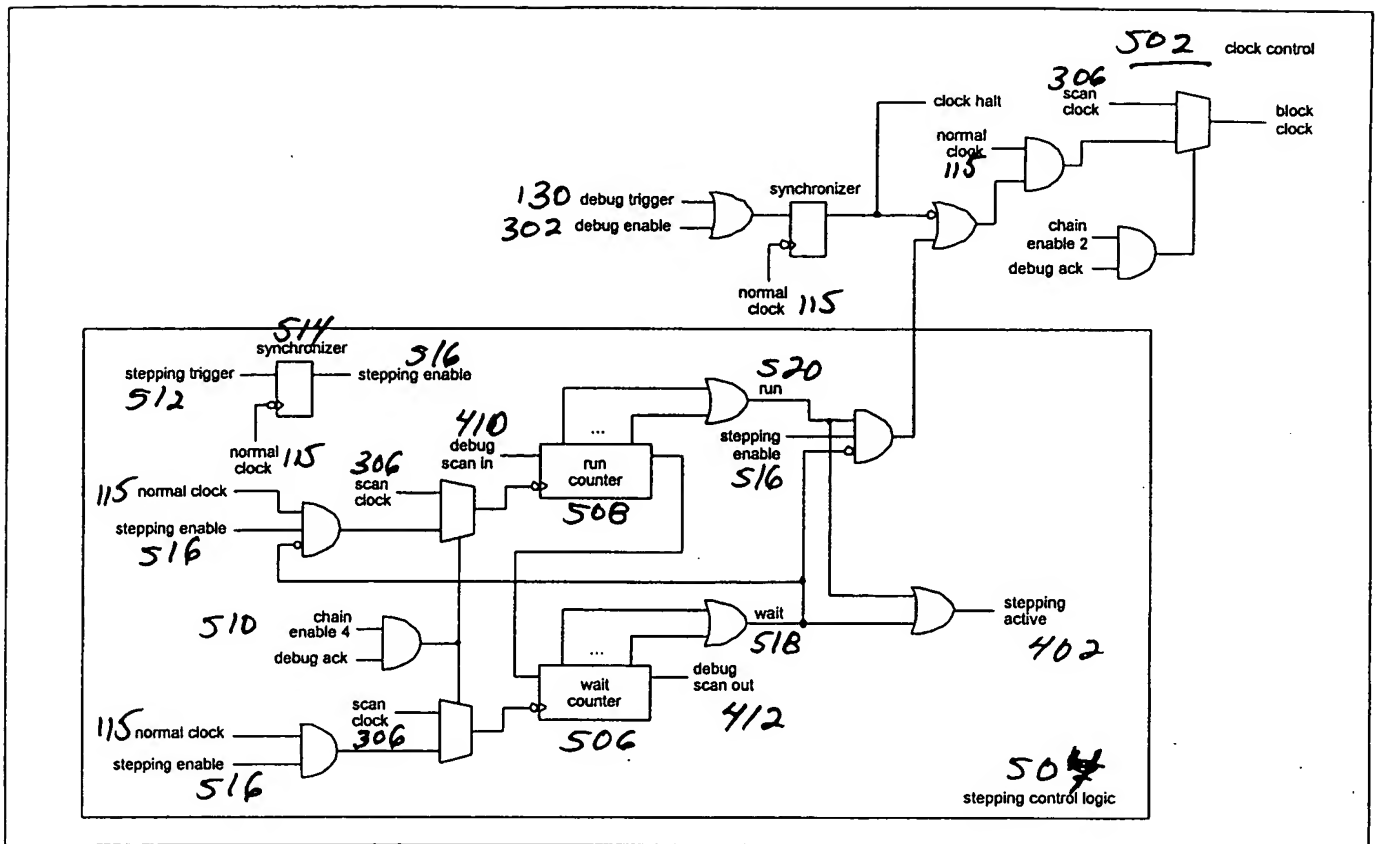 502 clock control
306
scan
clock
block
clock
clock halt
normal
clock
115
synchronizer
130 debug trigger
302 debug enable
chain
enable 2
debug ack
normal
clock 115
514
synchronizer
516
stepping trigger
stepping enable
512
520
run
410
debug
scan in
...
normal
clock 115
stepping
enable
516
306
scan
clock
run
counter
508
115 normal clock
stepping enable
516
wait
518
stepping
active
402
510
chain
enable 4
debug ack
...
debug
scan out
412
wait
counter
506
scan
clock
306
115 normal clock
stepping enable
516
504
stepping control logic